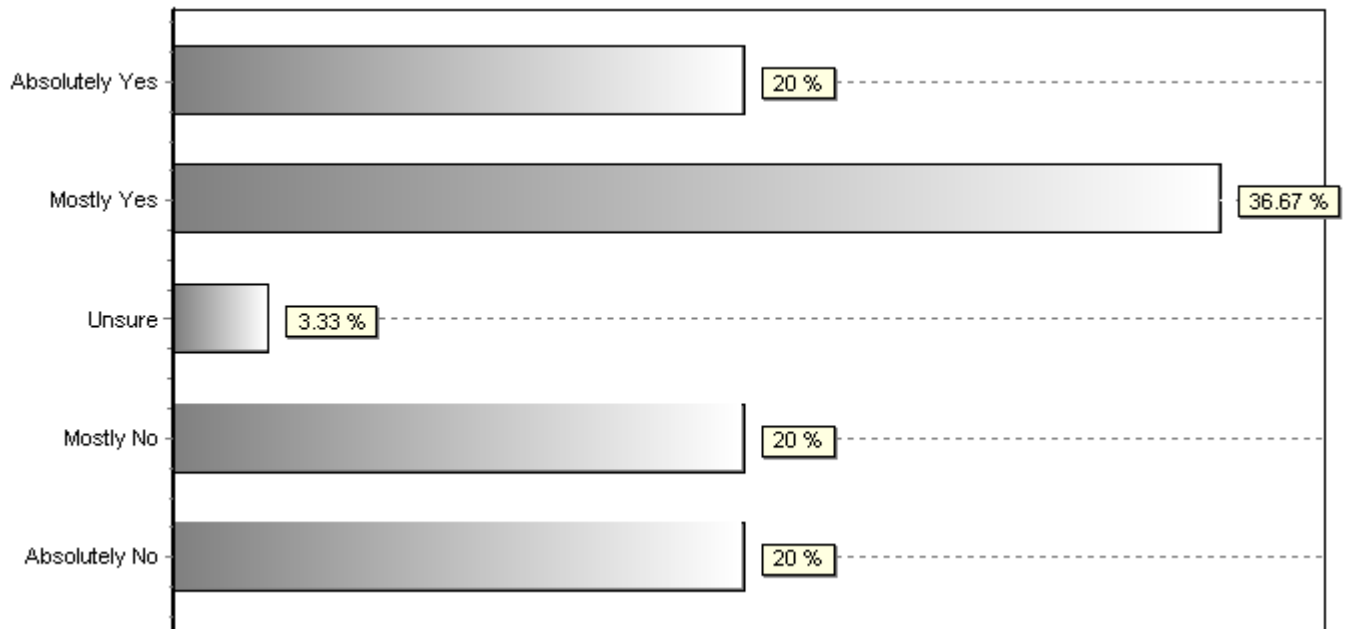 Absolutely Yes 20 %
Mostly Yes 36.67 %
Unsure 3.33 %
Mostly No 20 %
Absolutely No 20 %